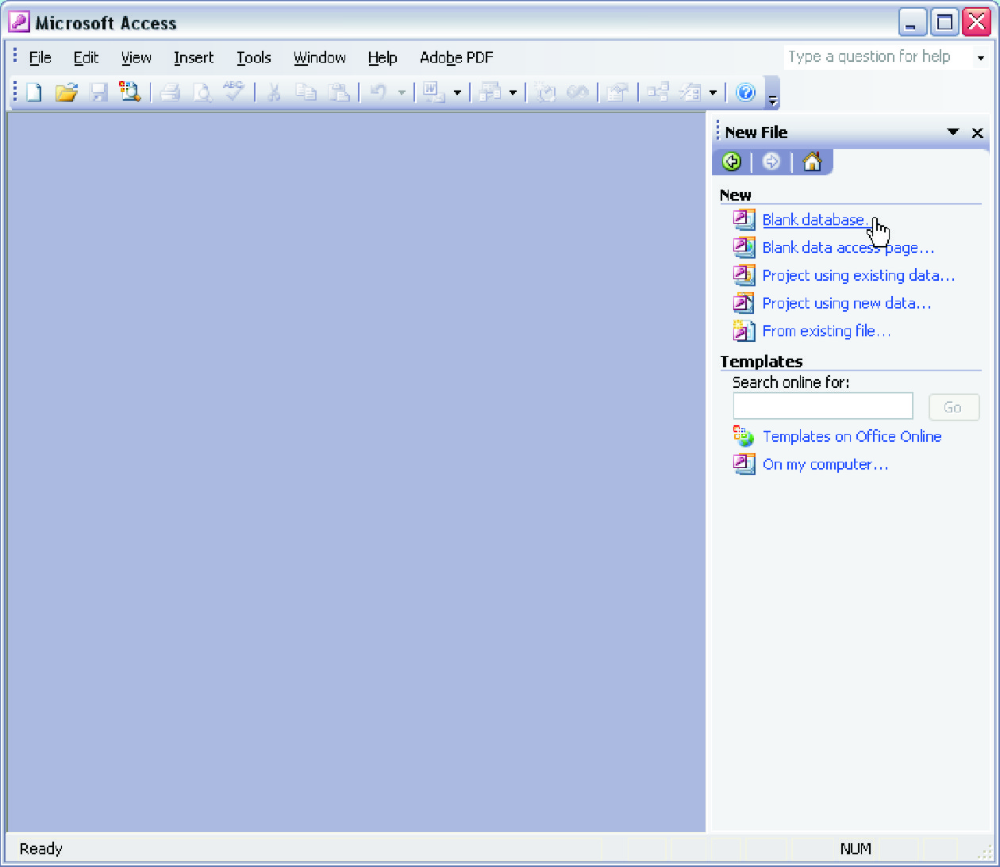 Microsoft Access
File Edit View Insert Tools Window Help Adobe PDF
Type a question for help
ABC
W
New File
New
Blank database.
Blank data access page...
Project using existing data...
Project using new data...
From existing file...
Templates
Search online for:
Go
Templates on Office Online
On my computer...
Ready
NUM